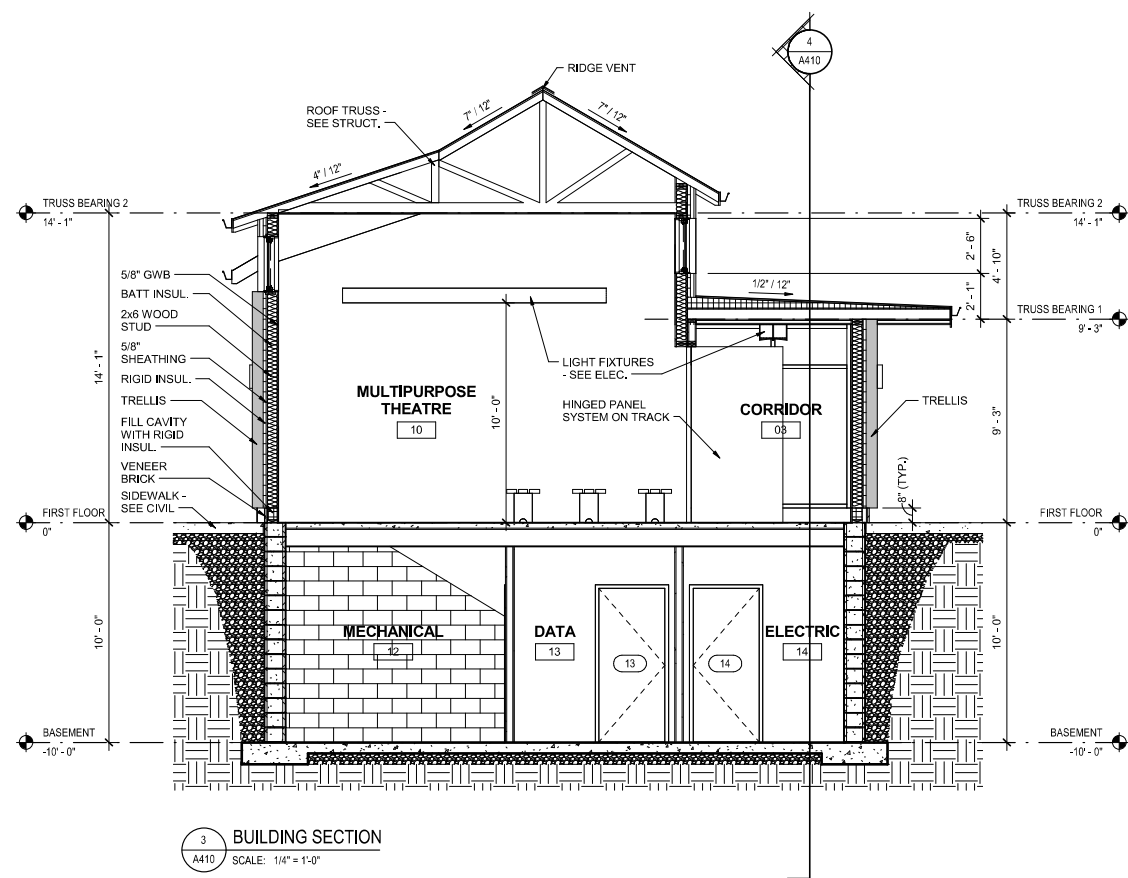 4
A410
RIDGE VENT
ROOF TRUSS -
SEE STRUCT.
7" / 12"
7" / 12"
4" / 12"
TRUSS BEARING 2
14' - 1"
TRUSS BEARING 2
14' - 1"
2' - 6"
4' - 10"
2' - 1"
1/2" / 12"
TRUSS BEARING 1
9' - 3"
5/8" GWB
BATT INSUL.
2x6 WOOD
STUD
5/8"
SHEATHING
RIGID INSUL.
TRELLIS
FILL CAVITY
WITH RIGID
INSUL.
VENEER
BRICK
SIDEWALK -
SEE CIVIL
14' - 1"
LIGHT FIXTURES
- SEE ELEC.
HINGED PANEL
SYSTEM ON TRACK
MULTIPURPOSE
THEATRE
10
10' - 0"
CORRIDOR
03
TRELLIS
9' - 3"
8" (TYP.)
FIRST FLOOR
0"
FIRST FLOOR
0"
10' - 0"
MECHANICAL
12
DATA
13
13
14
ELECTRIC
14
10' - 0"
BASEMENT
-10' - 0"
BASEMENT
-10' - 0"
3
A410
BUILDING SECTION
SCALE: 1/4" = 1'-0"